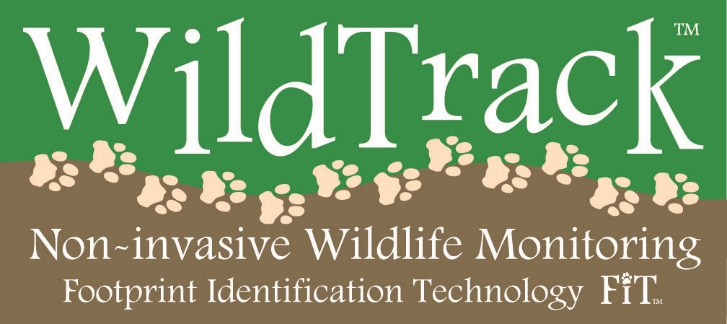 WildTrack™
Non-invasive Wildlife Monitoring
Footprint Identification Technology FiT™